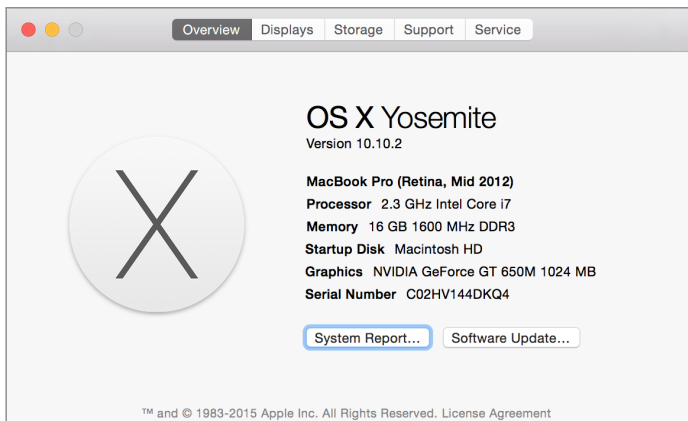 Overview Displays Storage Support Service
OS X Yosemite
Version 10.10.2
MacBook Pro (Retina, Mid 2012)
Processor 2.3 GHz Intel Core i7
Memory 16 GB 1600 MHz DDR3
Startup Disk Macintosh HD
Graphics NVIDIA GeForce GT 650M 1024 MB
Serial Number C02HV144DKQ4
System Report... Software Update...
™ and © 1983-2015 Apple Inc. All Rights Reserved. License Agreement